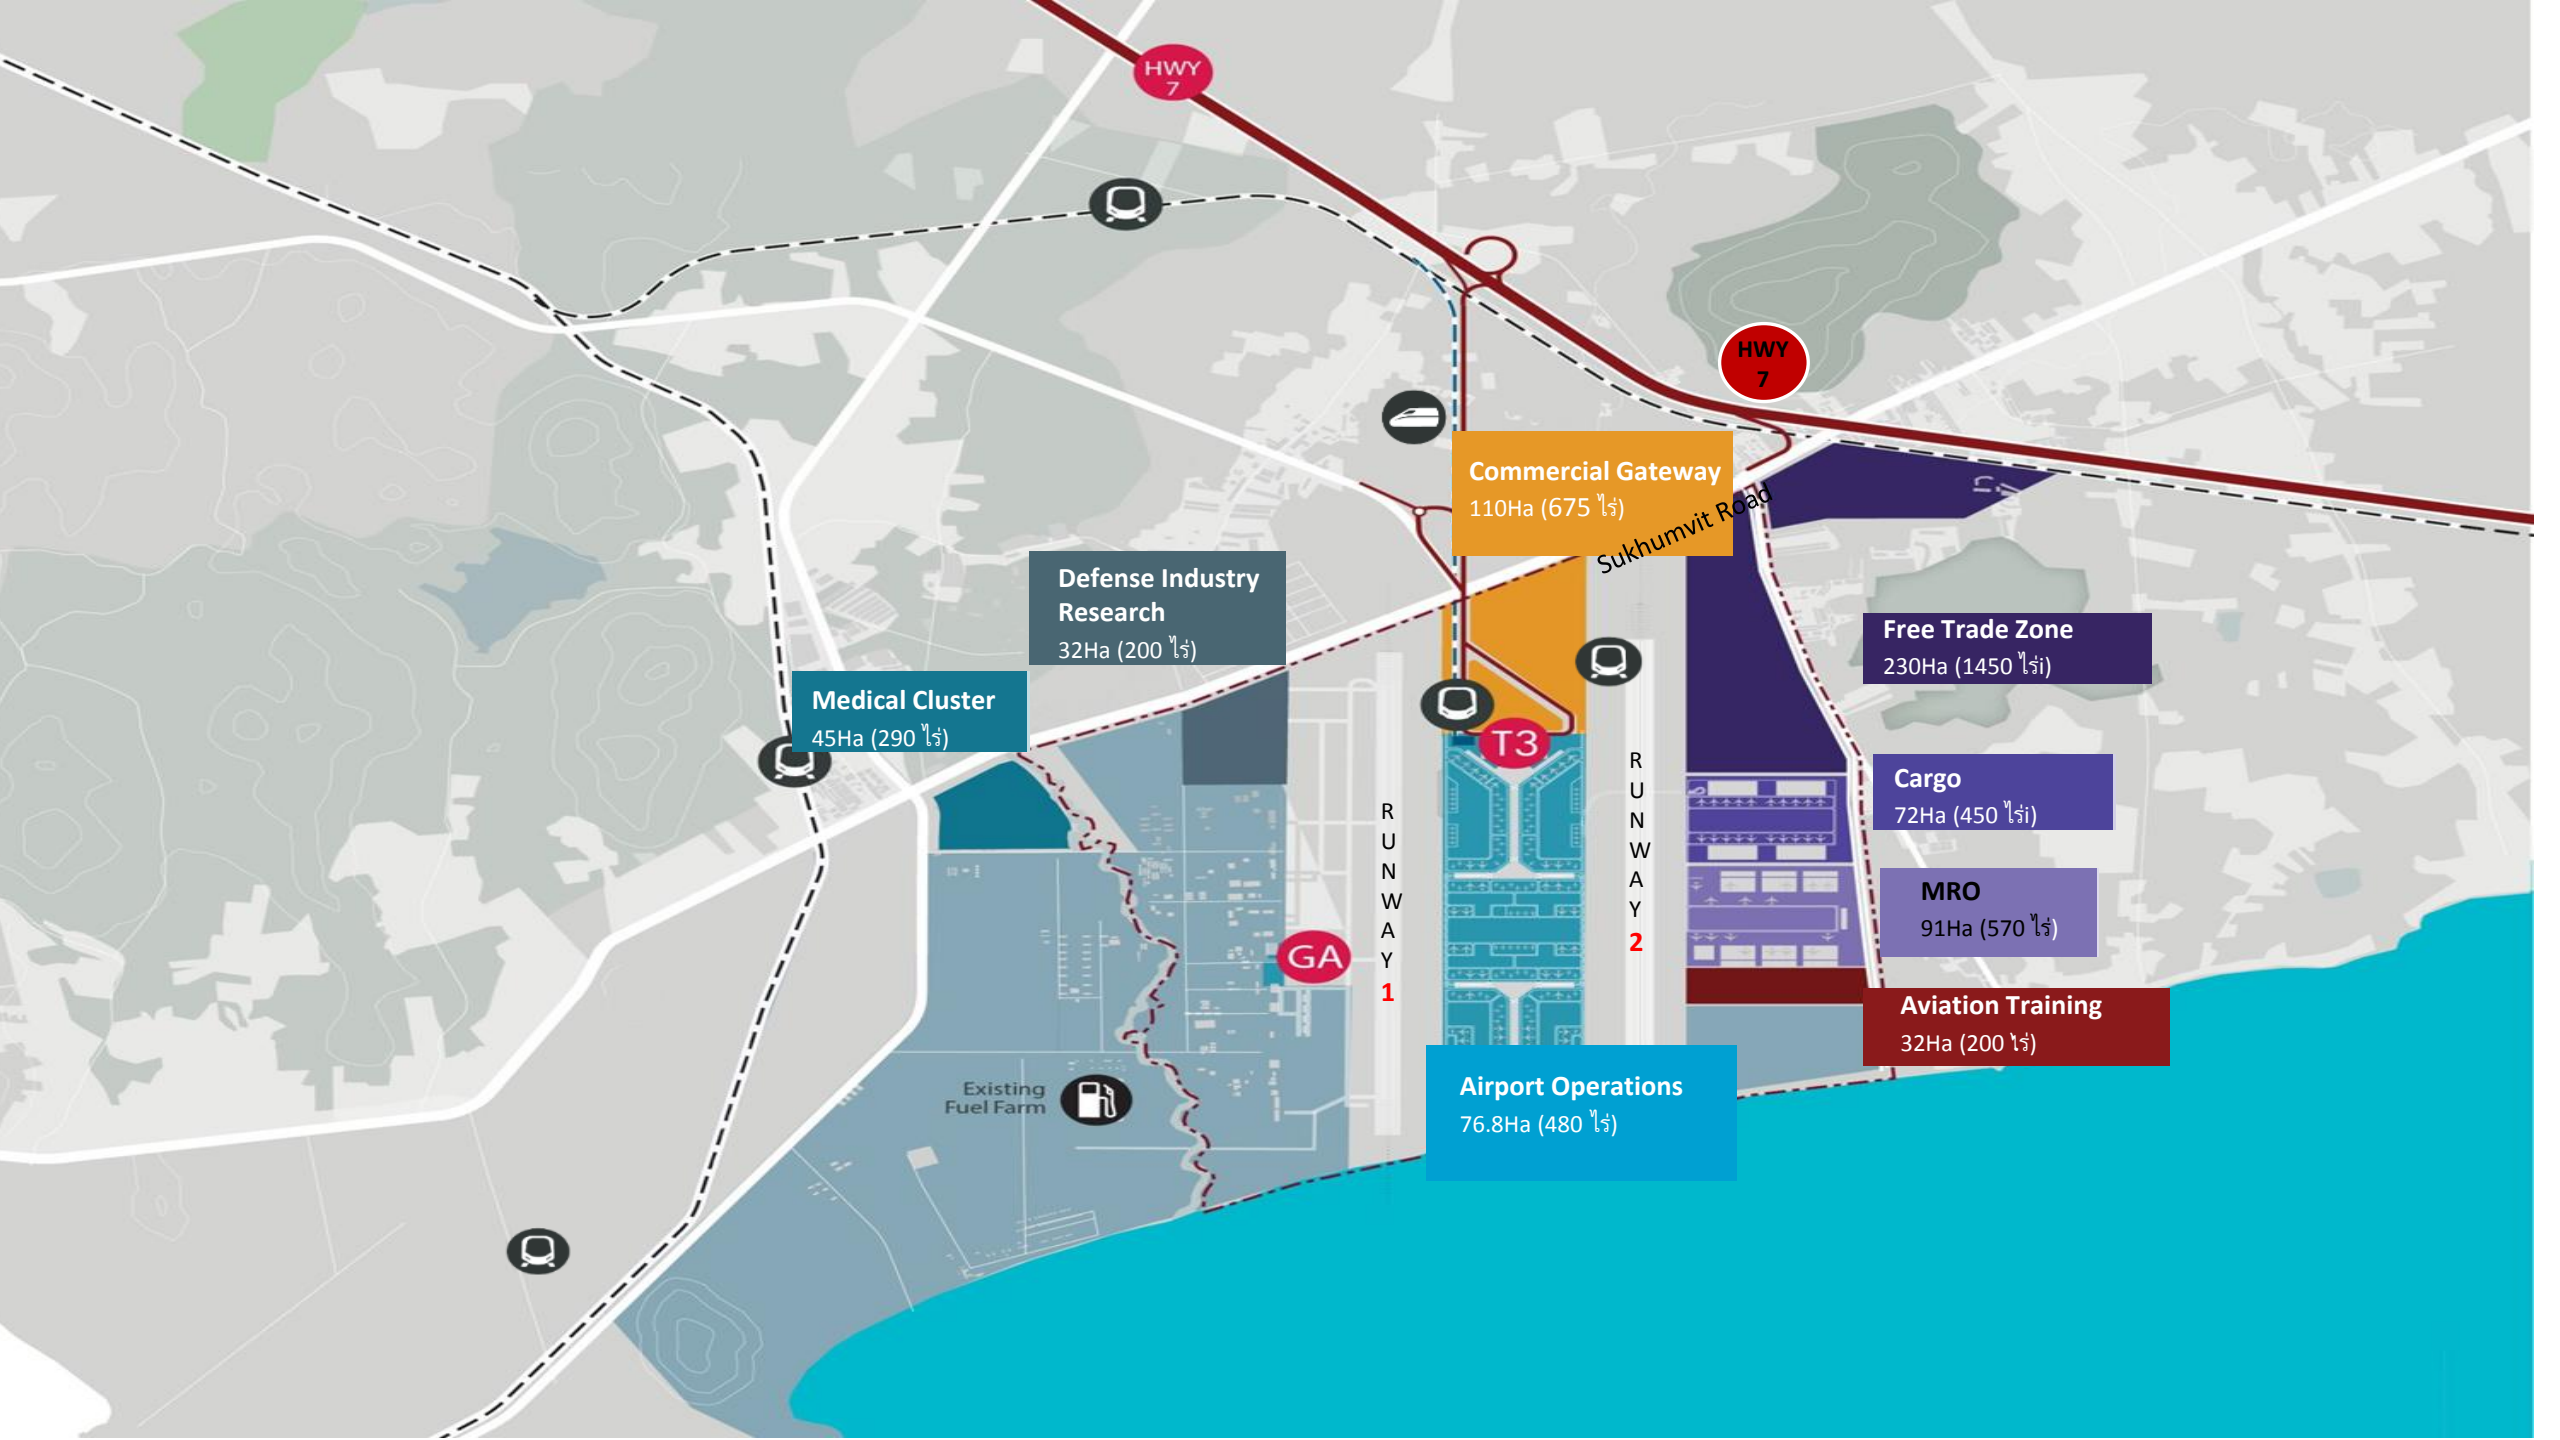 HWY
7
HWY
7
Commercial Gateway
110Ha (675 ไร่)
Sukhumvit Road
Defense Industry
Research
32Ha (200 ไร่)
Free Trade Zone
230Ha (1450 ไร่i)
Medical Cluster
45Ha (290 ไร่)
T3
Cargo
72Ha (450 ไร่i)
RUNWAY 1
RUNWAY 2
MRO
91Ha (570 ไร่)
GA
Aviation Training
32Ha (200 ไร่)
Existing
Fuel Farm
Airport Operations
76.8Ha (480 ไร่)